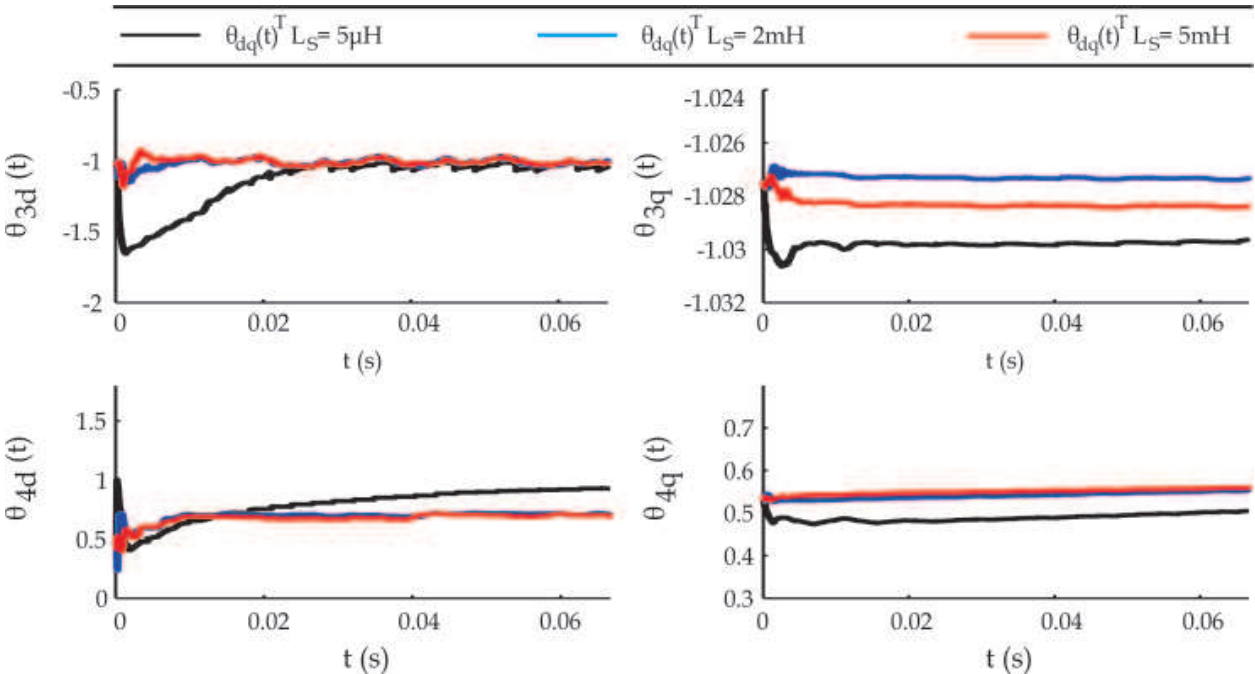 θdq(t)^T LS= 5μH
θdq(t)^T LS= 2mH
θdq(t)^T LS= 5mH
-0.5
-1
-1.5
-2
θ3d (t)
0 0.02 0.04 0.06
t (s)
-1.024
-1.026
-1.028
-1.03
-1.032
θ3q (t)
0 0.02 0.04 0.06
t (s)
1.5
1
0.5
0
θ4d (t)
0 0.02 0.04 0.06
t (s)
0.7
0.6
0.5
0.4
0.3
θ4q (t)
0 0.02 0.04 0.06
t (s)